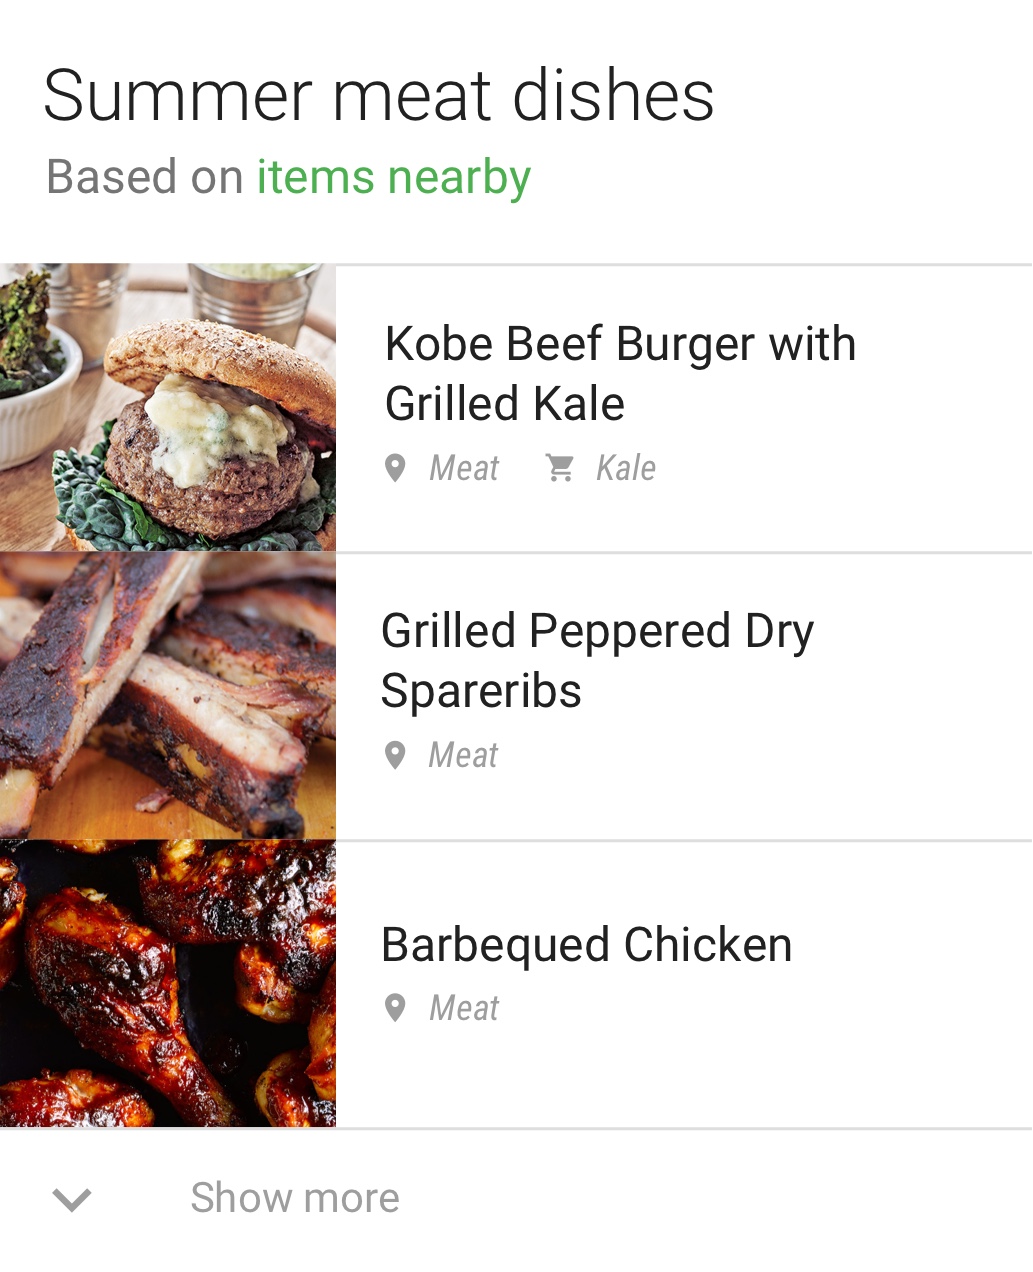 Summer meat dishes
Based on items nearby
Kobe Beef Burger with
Grilled Kale
Meat Kale
Grilled Peppered Dry
Spareribs
Meat
Barbequed Chicken
Meat
Show more